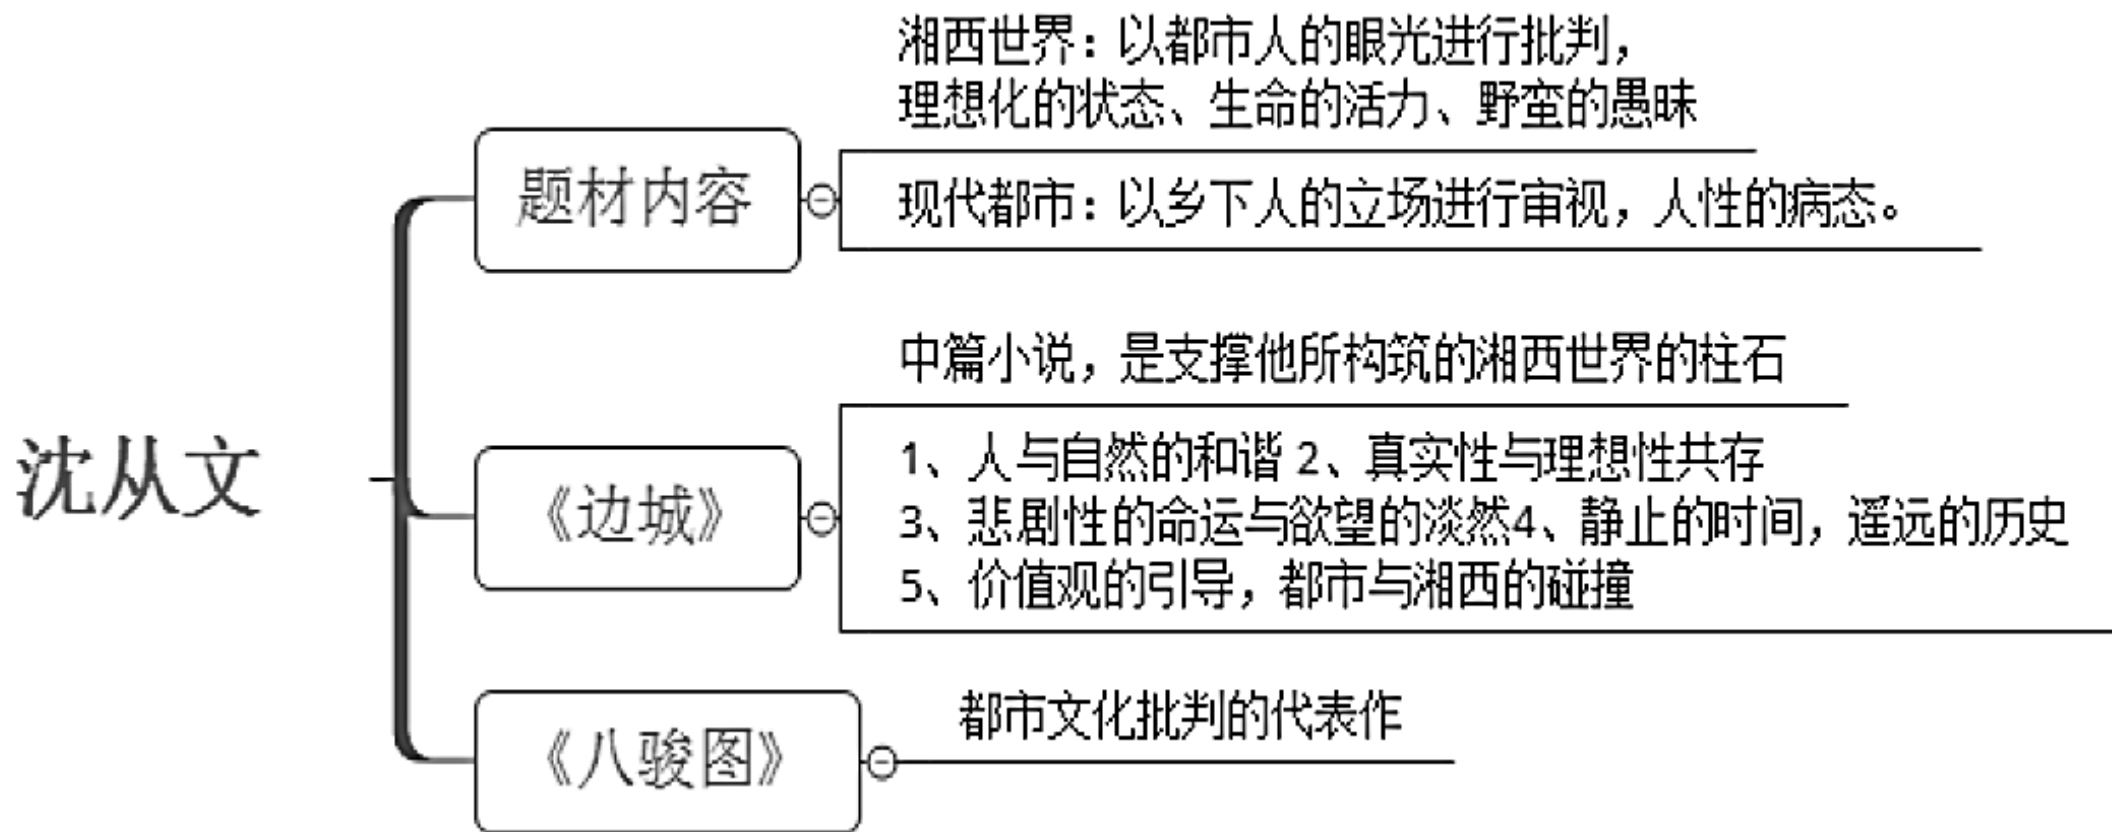 沈从文
题材内容
湘西世界：以都市人的眼光进行批判，
理想化的状态、生命的活力、野蛮的愚昧
现代都市：以乡下人的立场进行审视，人性的病态。
《边城》
中篇小说，是支撑他所构筑的湘西世界的柱石
1、人与自然的和谐 2、真实性与理想性共存
3、悲剧性的命运与欲望的淡然4、静止的时间，遥远的历史
5、价值观的引导，都市与湘西的碰撞
《八骏图》
都市文化批判的代表作